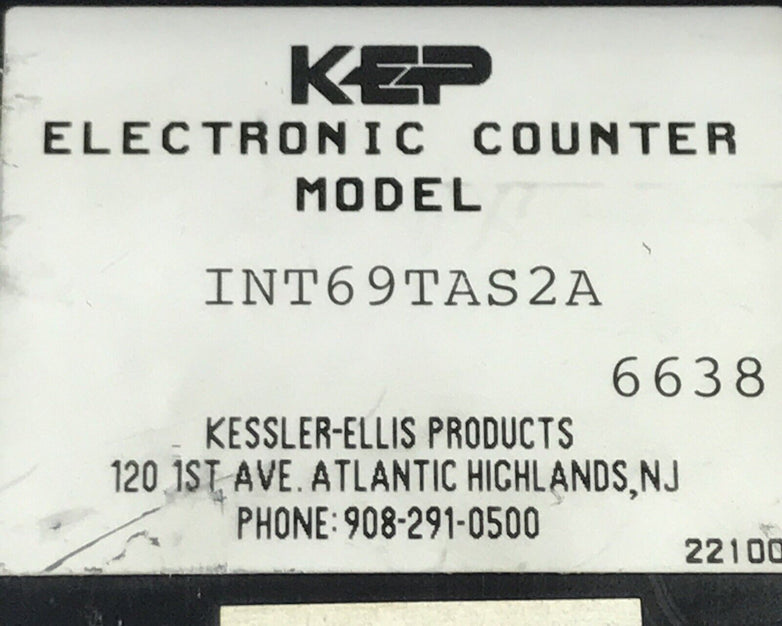 KEP
ELECTRONIC COUNTER
MODEL
INT69TAS2A
6638
KESSLER-ELLIS PRODUCTS
120 1ST AVE. ATLANTIC HIGHLANDS, NJ
PHONE: 908-291-0500
22100